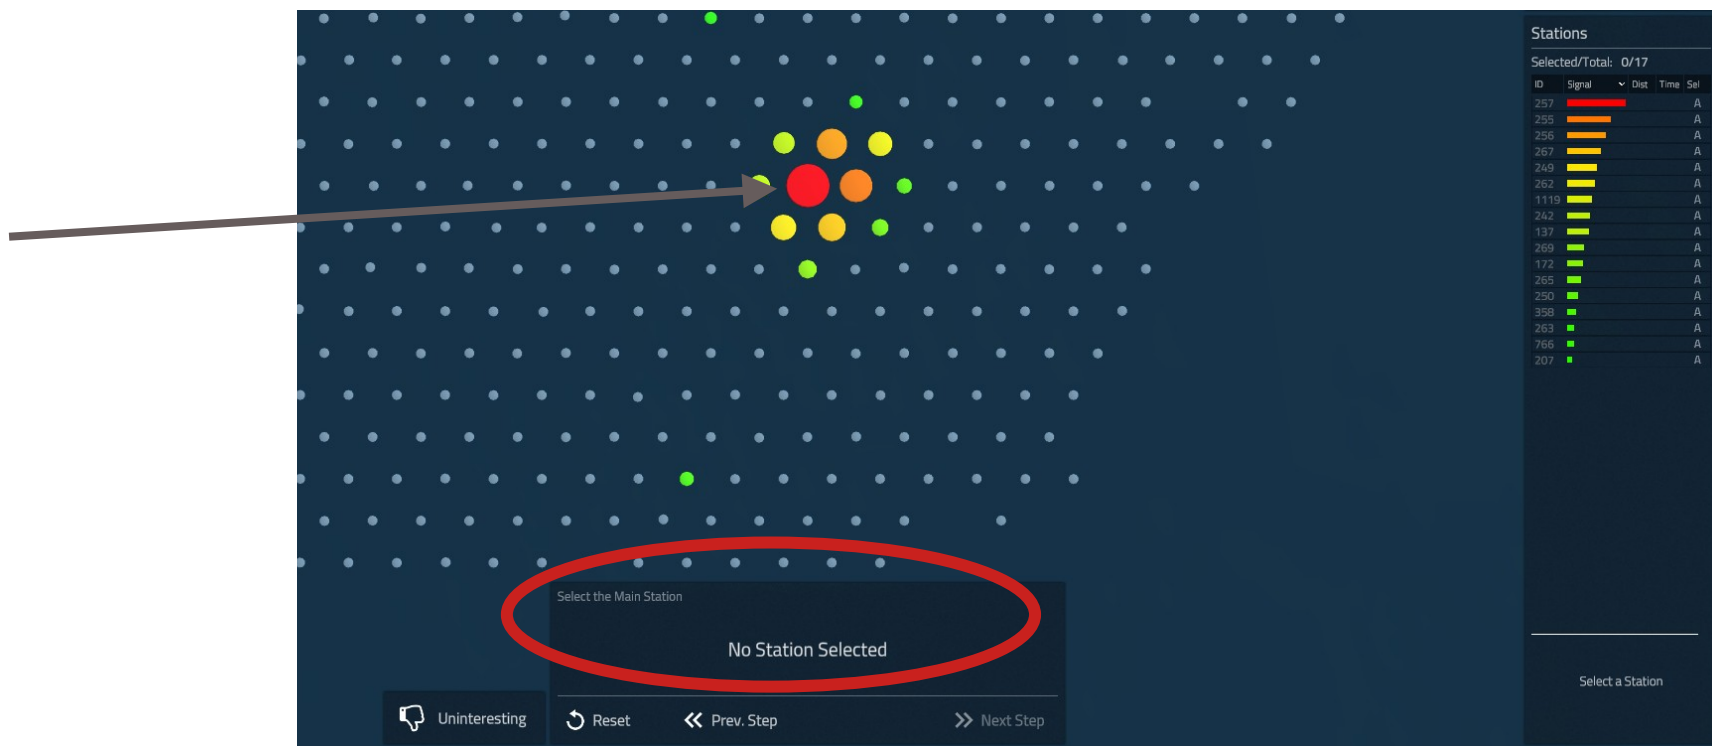 Stations
Selected/Total: 0/17
ID Signal Dist Time Sel
257 A
255 A
256 A
267 A
249 A
262 A
1119 A
242 A
137 A
269 A
172 A
265 A
250 A
358 A
263 A
766 A
207 A
Select a Station
Select the Main Station
No Station Selected
Uninteresting Reset Prev. Step Next Step